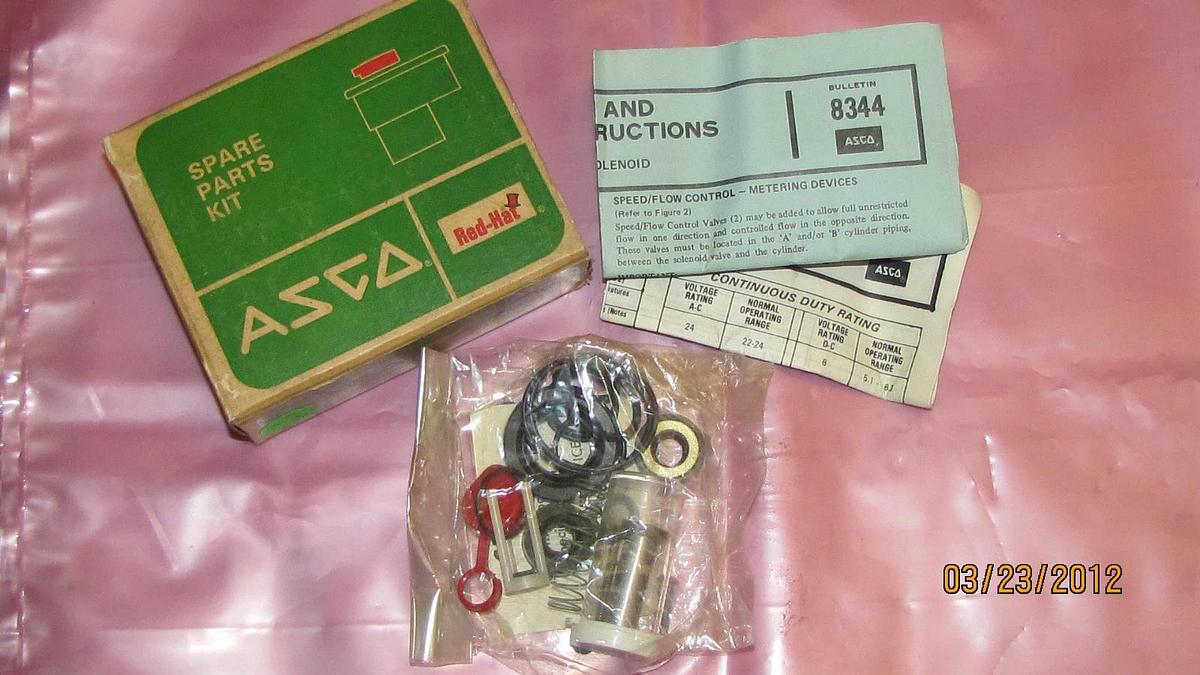 SPARE
PARTS
KIT
ASCO
Red-Hat
AND
RUCTIONS
OLENOID
BULLETIN
8344
ASCO
SPEED/FLOW CONTROL – METERING DEVICES
(Refer to Figure 2)
Speed/Flow Control Valves (2) may be added to allow full unrestricted
flow in one direction and controlled flow in the opposite direction.
These valves must be located in the 'A' and/or 'B' cylinder piping,
between the solenoid valve and the cylinder.
ASCO
IMPORTANT:
CONTINUOUS DUTY RATING
VOLTAGE
RATING
A-C
NORMAL
OPERATING
RANGE
VOLTAGE
RATING
D-C
NORMAL
OPERATING
RANGE
24
22-24
6
03/23/2012